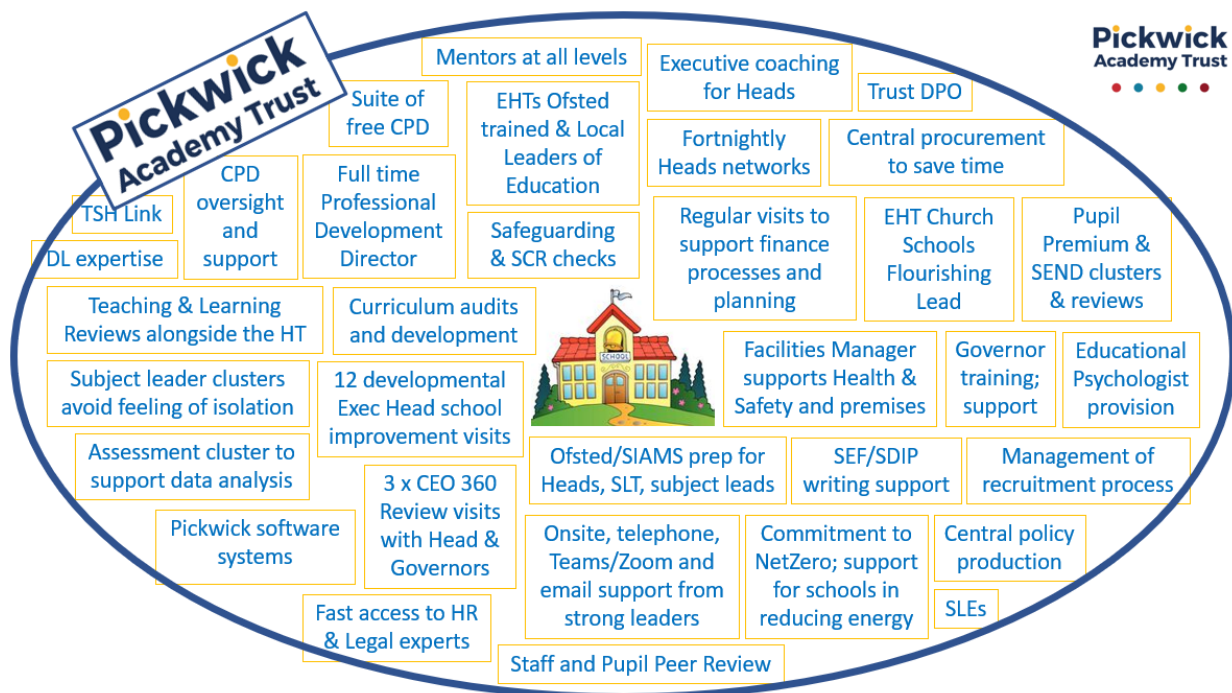 Pickwick
Academy Trust
Pickwick
Academy Trust
Mentors at all levels
Executive coaching
for Heads
Trust DPO
Suite of
free CPD
EHTs Ofsted
trained & Local
Leaders of
Education
Fortnightly
Heads networks
Central procurement
to save time
TSH Link
CPD
oversight
and
support
Full time
Professional
Development
Director
DL expertise
Safeguarding
& SCR checks
Regular visits to
support finance
processes and
planning
EHT Church
Schools
Flourishing
Lead
Pupil
Premium &
SEND clusters
& reviews
Teaching & Learning
Reviews alongside the HT
Curriculum audits
and development
SCHOOL
Facilities Manager
supports Health &
Safety and premises
Governor
training;
support
Educational
Psychologist
provision
Subject leader clusters
avoid feeling of isolation
12 developmental
Exec Head school
improvement visits
Assessment cluster to
support data analysis
Ofsted/SIAMS prep for
Heads, SLT, subject leads
SEF/SDIP
writing support
Management of
recruitment process
3 x CEO 360
Review visits
with Head &
Governors
Pickwick software
systems
Onsite, telephone,
Teams/Zoom and
email support from
strong leaders
Commitment to
NetZero; support
for schools in
reducing energy
Central policy
production
SLEs
Fast access to HR
& Legal experts
Staff and Pupil Peer Review